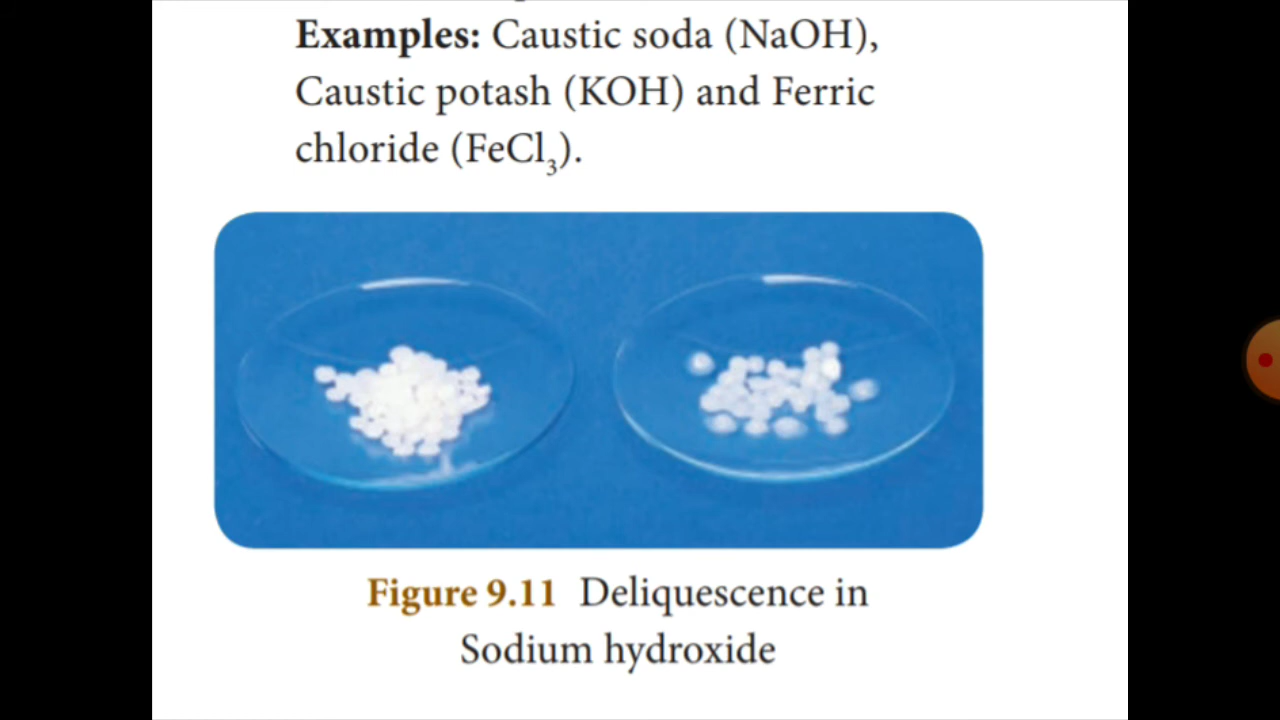 Examples: Caustic soda (NaOH),
Caustic potash (KOH) and Ferric
chloride (FeCl₃).
Figure 9.11 Deliquescence in
Sodium hydroxide